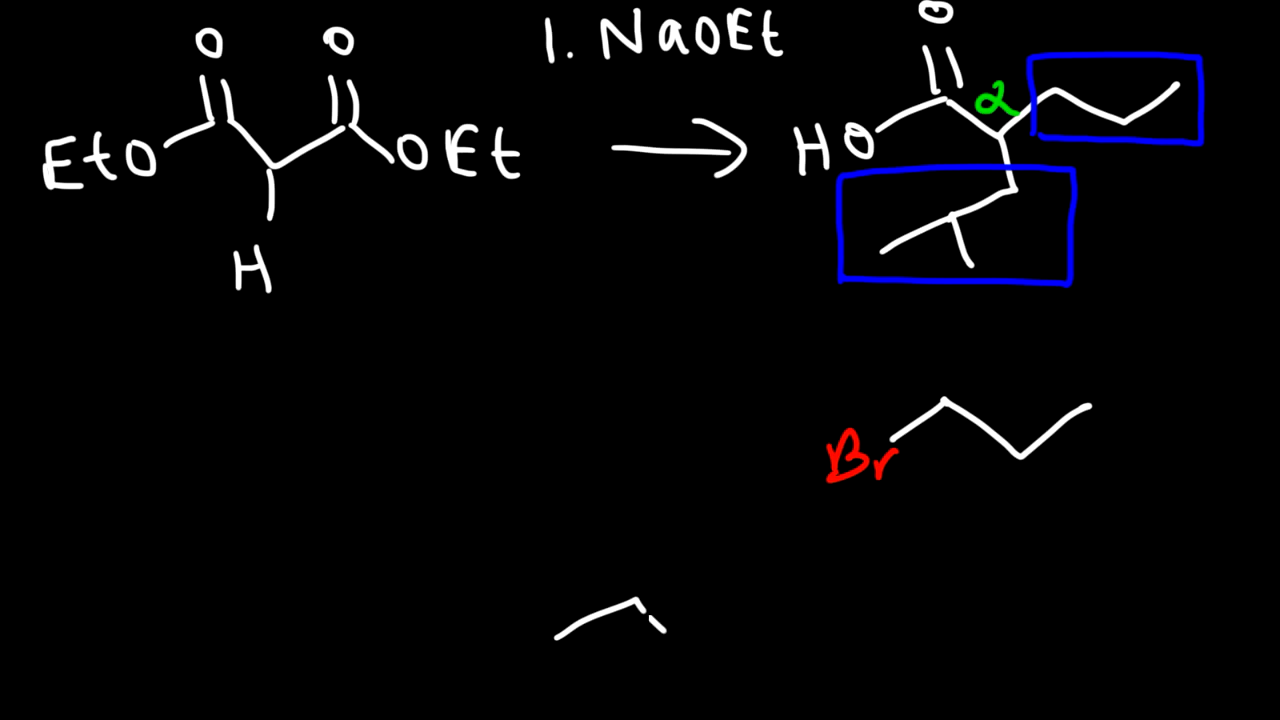 O O 1. NaOEt O
EtO OEt HO α
H
Br